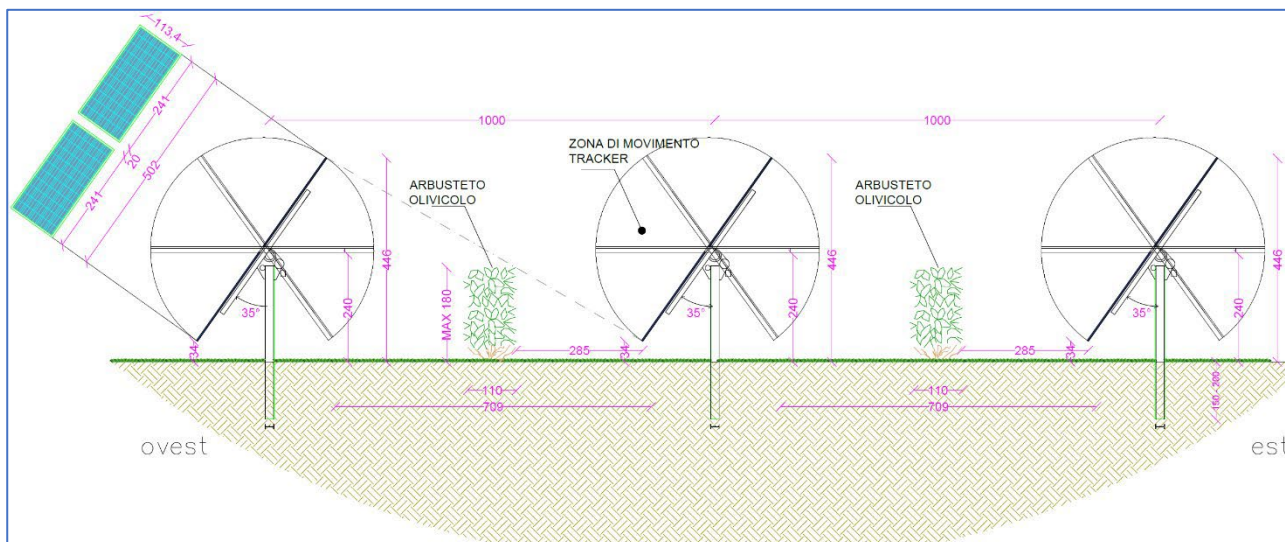 113,4
241
20
502
241
1000
1000
ZONA DI MOVIMENTO
TRACKER
ARBUSTETO
OLIVICOLO
ARBUSTETO
OLIVICOLO
446
446
446
240
240
240
MAX 180
35°
35°
35°
34
285
34
285
34
110
709
110
709
150 - 200
ovest
est